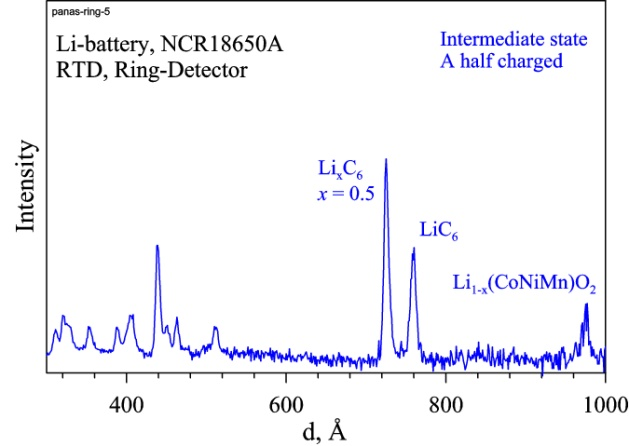 panas-ring-5
Li-battery, NCR18650A
RTD, Ring-Detector
Intermediate state
A half charged
LiₓC₆
x = 0.5
LiC₆
Li₁₋ₓ(CoNiMn)O₂
Intensity
400 600 800 1000
d, Å